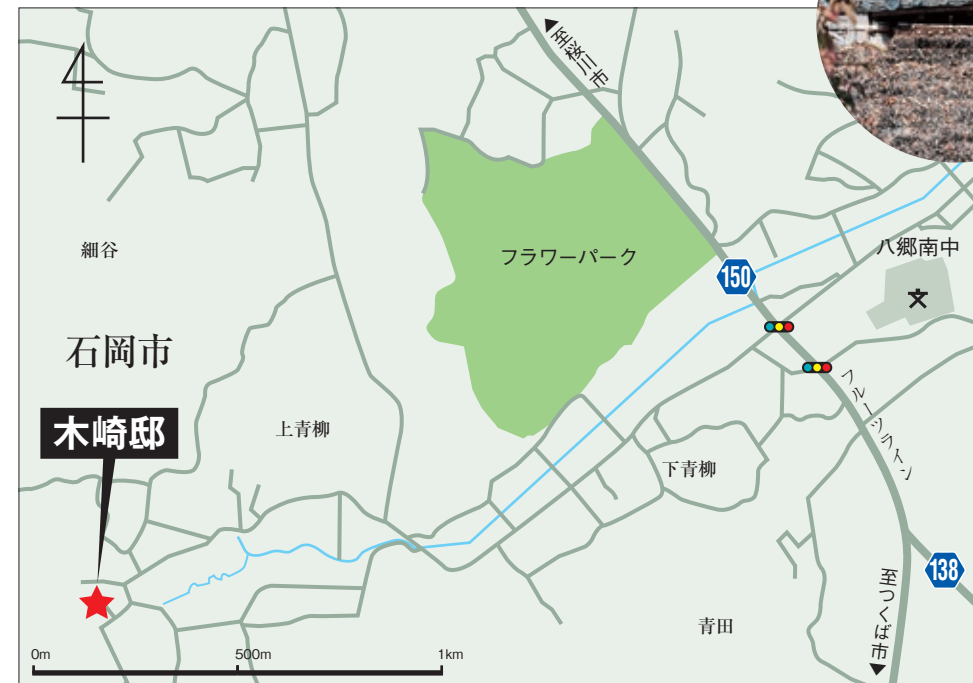 至桜川市
細谷
フラワーパーク
八郷南中
150
文
石岡市
木崎邸
上青柳
下青柳
フルーツライン
138
至つくば市
青田
0m
500m
1km